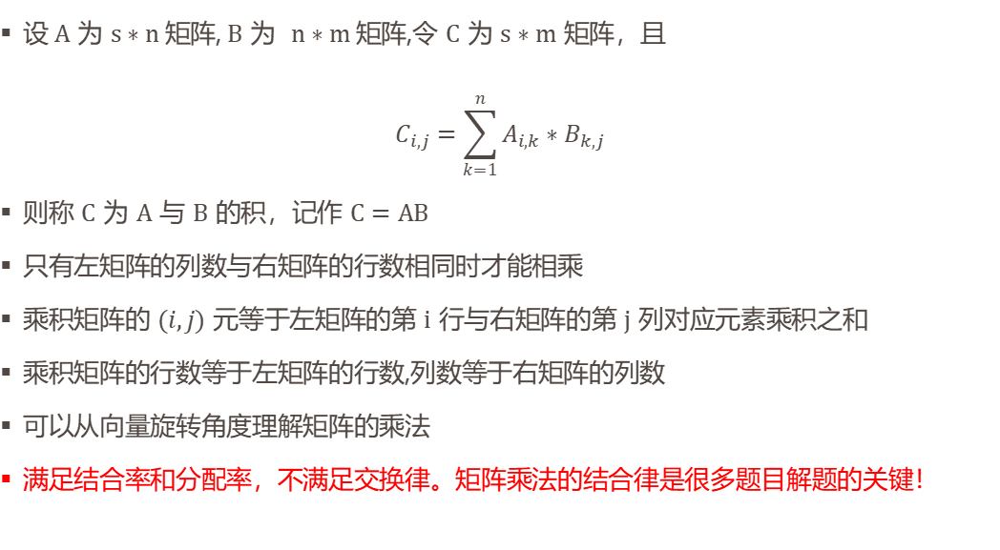 ▪ 设 A 为 s∗n 矩阵, B 为 n∗m 矩阵,令 C 为 s∗m 矩阵，且
$C_{i,j} = \sum_{k=1}^{n} A_{i,k} * B_{k,j}$
▪ 则称 C 为 A 与 B 的积，记作 C = AB
▪ 只有左矩阵的列数与右矩阵的行数相同时才能相乘
▪ 乘积矩阵的 (i,j) 元等于左矩阵的第 i 行与右矩阵的第 j 列对应元素乘积之和
▪ 乘积矩阵的行数等于左矩阵的行数,列数等于右矩阵的列数
▪ 可以从向量旋转角度理解矩阵的乘法
▪ 满足结合率和分配率，不满足交换律。矩阵乘法的结合律是很多题目解题的关键！